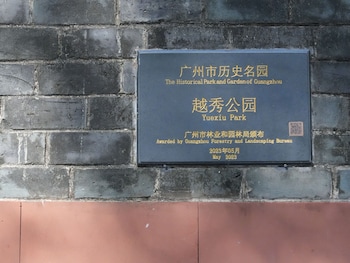 广州市历史名园
The Historical Park and Garden of Guangzhou
越秀公园
Yuexiu Park
广州市林业和园林局颁布
Awarded by Guangzhou Forestry and Landscaping Bureau
2023年05月
May 2023